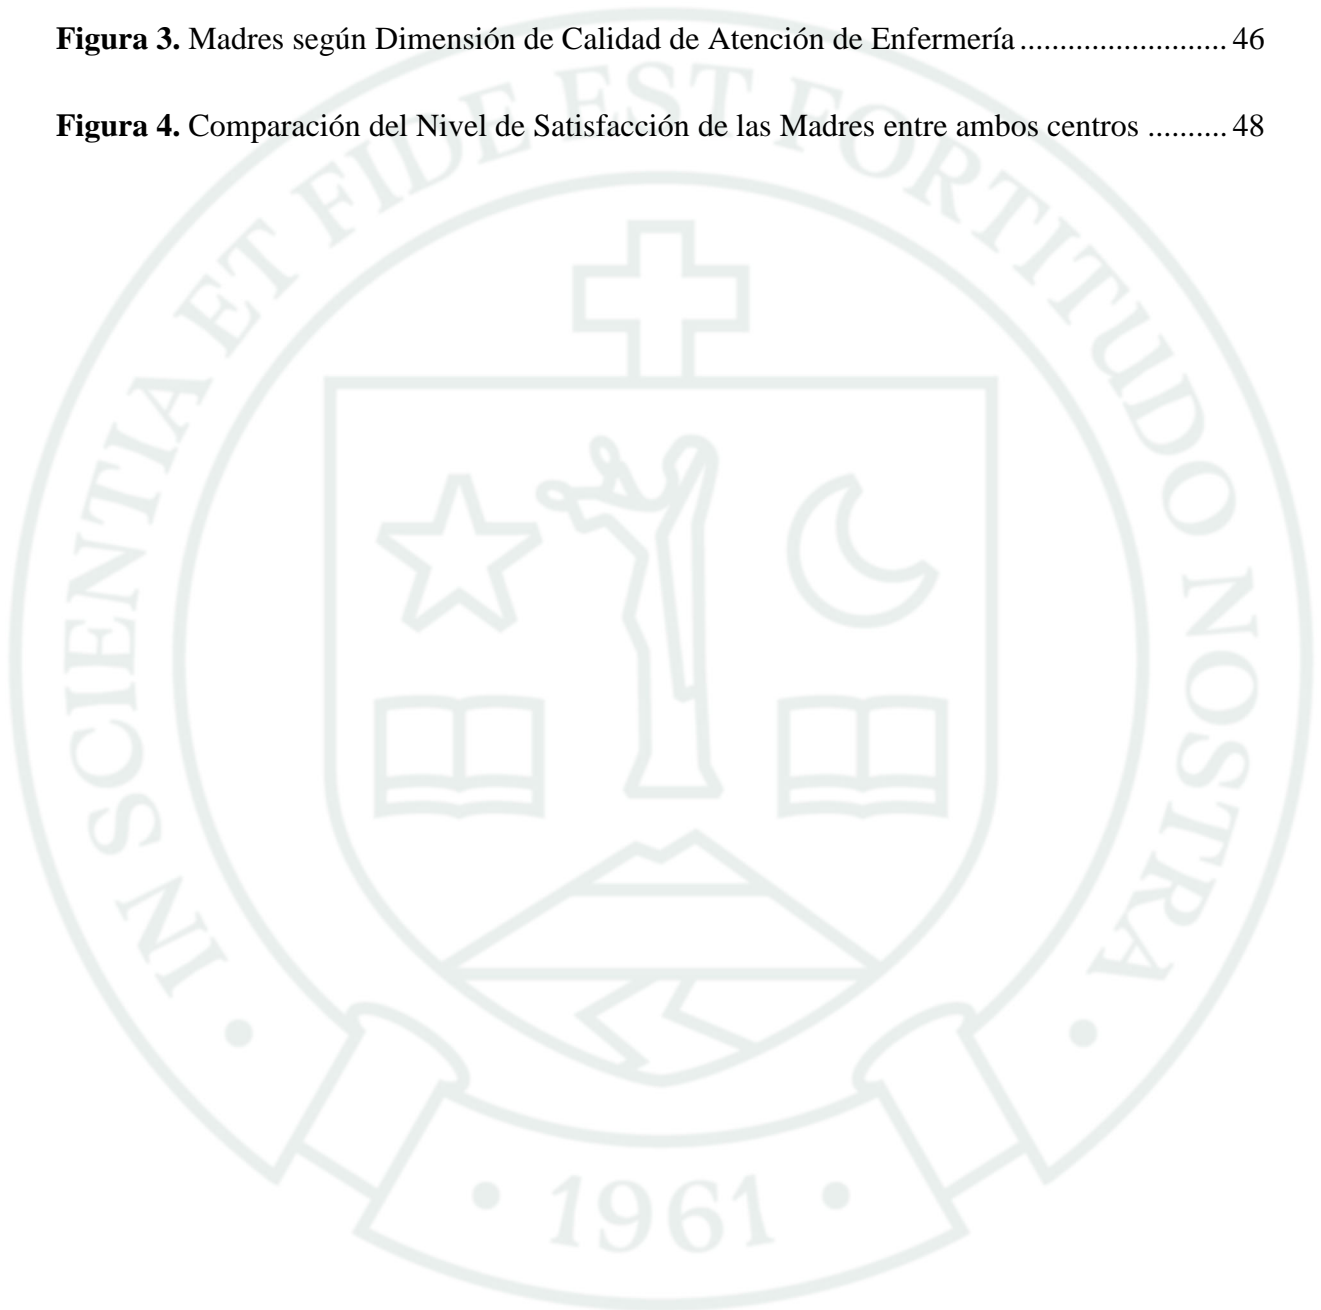 Figura 3. Madres según Dimensión de Calidad de Atención de Enfermería ......................... 46
Figura 4. Comparación del Nivel de Satisfacción de las Madres entre ambos centros .......... 48
• IN SCIENTIA ET FIDE EST FORTITUDO NOSTRA •
• 1961 •